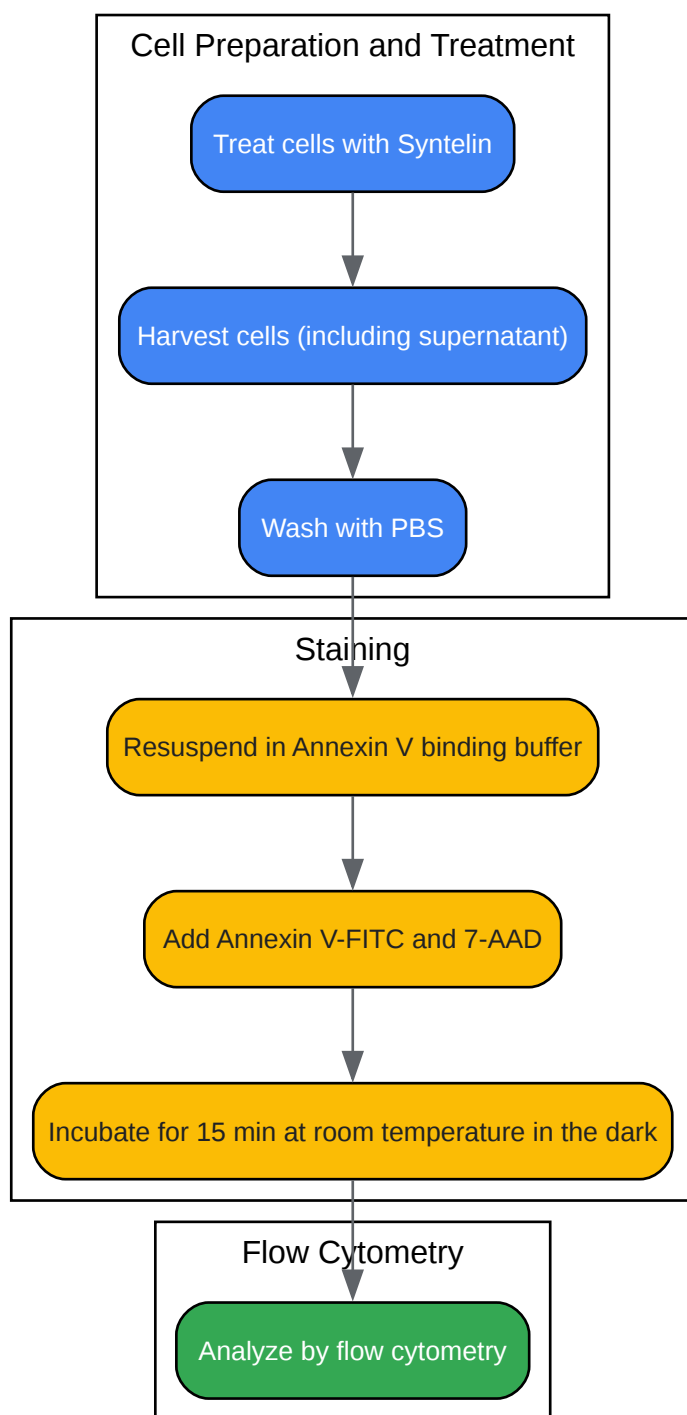 Cell Preparation and Treatment
Treat cells with Syntelin
Harvest cells (including supernatant)
Wash with PBS
Staining
Resuspend in Annexin V binding buffer
Add Annexin V-FITC and 7-AAD
Incubate for 15 min at room temperature in the dark
Flow Cytometry
Analyze by flow cytometry